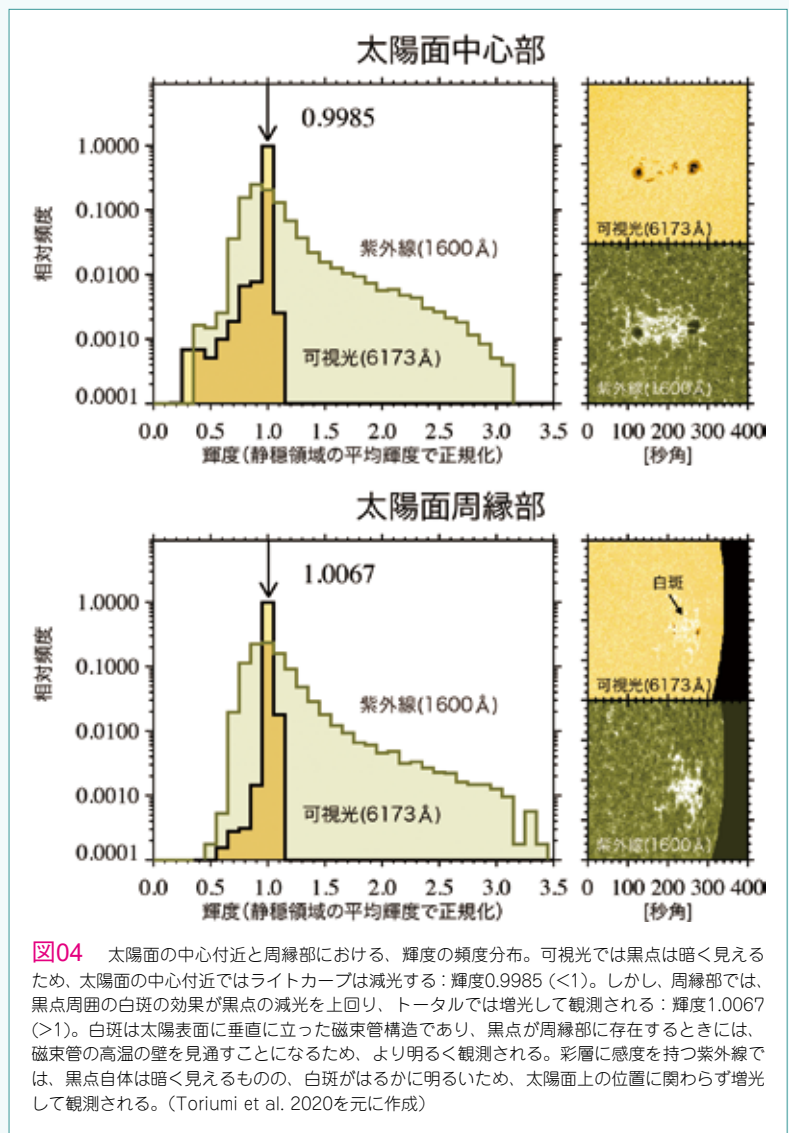 太陽面中心部
0.9985
1.0000
0.1000
0.0100
0.0010
0.0001
相対頻度
紫外線(1600Å)
可視光(6173Å)
0.0 0.5 1.0 1.5 2.0 2.5 3.0 3.5
輝度(静穏領域の平均輝度で正規化)
可視光(6173Å)
紫外線(1600Å)
0 100 200 300 400
[秒角]
太陽面周縁部
1.0067
1.0000
0.1000
0.0100
0.0010
0.0001
相対頻度
紫外線(1600Å)
可視光(6173Å)
0.0 0.5 1.0 1.5 2.0 2.5 3.0 3.5
輝度(静穏領域の平均輝度で正規化)
白斑
可視光(6173Å)
紫外線(1600Å)
0 100 200 300 400
[秒角]
図04 太陽面の中心付近と周縁部における、輝度の頻度分布。可視光では黒点は暗く見える
ため、太陽面の中心付近ではライトカーブは減光する：輝度0.9985 (<1)。しかし、周縁部では、
黒点周囲の白斑の効果が黒点の減光を上回り、トータルでは増光して観測される：輝度1.0067
(>1)。白斑は太陽表面に垂直に立った磁束管構造であり、黒点が周縁部に存在するときには、
磁束管の高温の壁を見通すことになるため、より明るく観測される。彩層に感度を持つ紫外線で
は、黒点自体は暗く見えるものの、白斑がはるかに明るいため、太陽面上の位置に関わらず増光
して観測される。（Toriumi et al. 2020を元に作成）